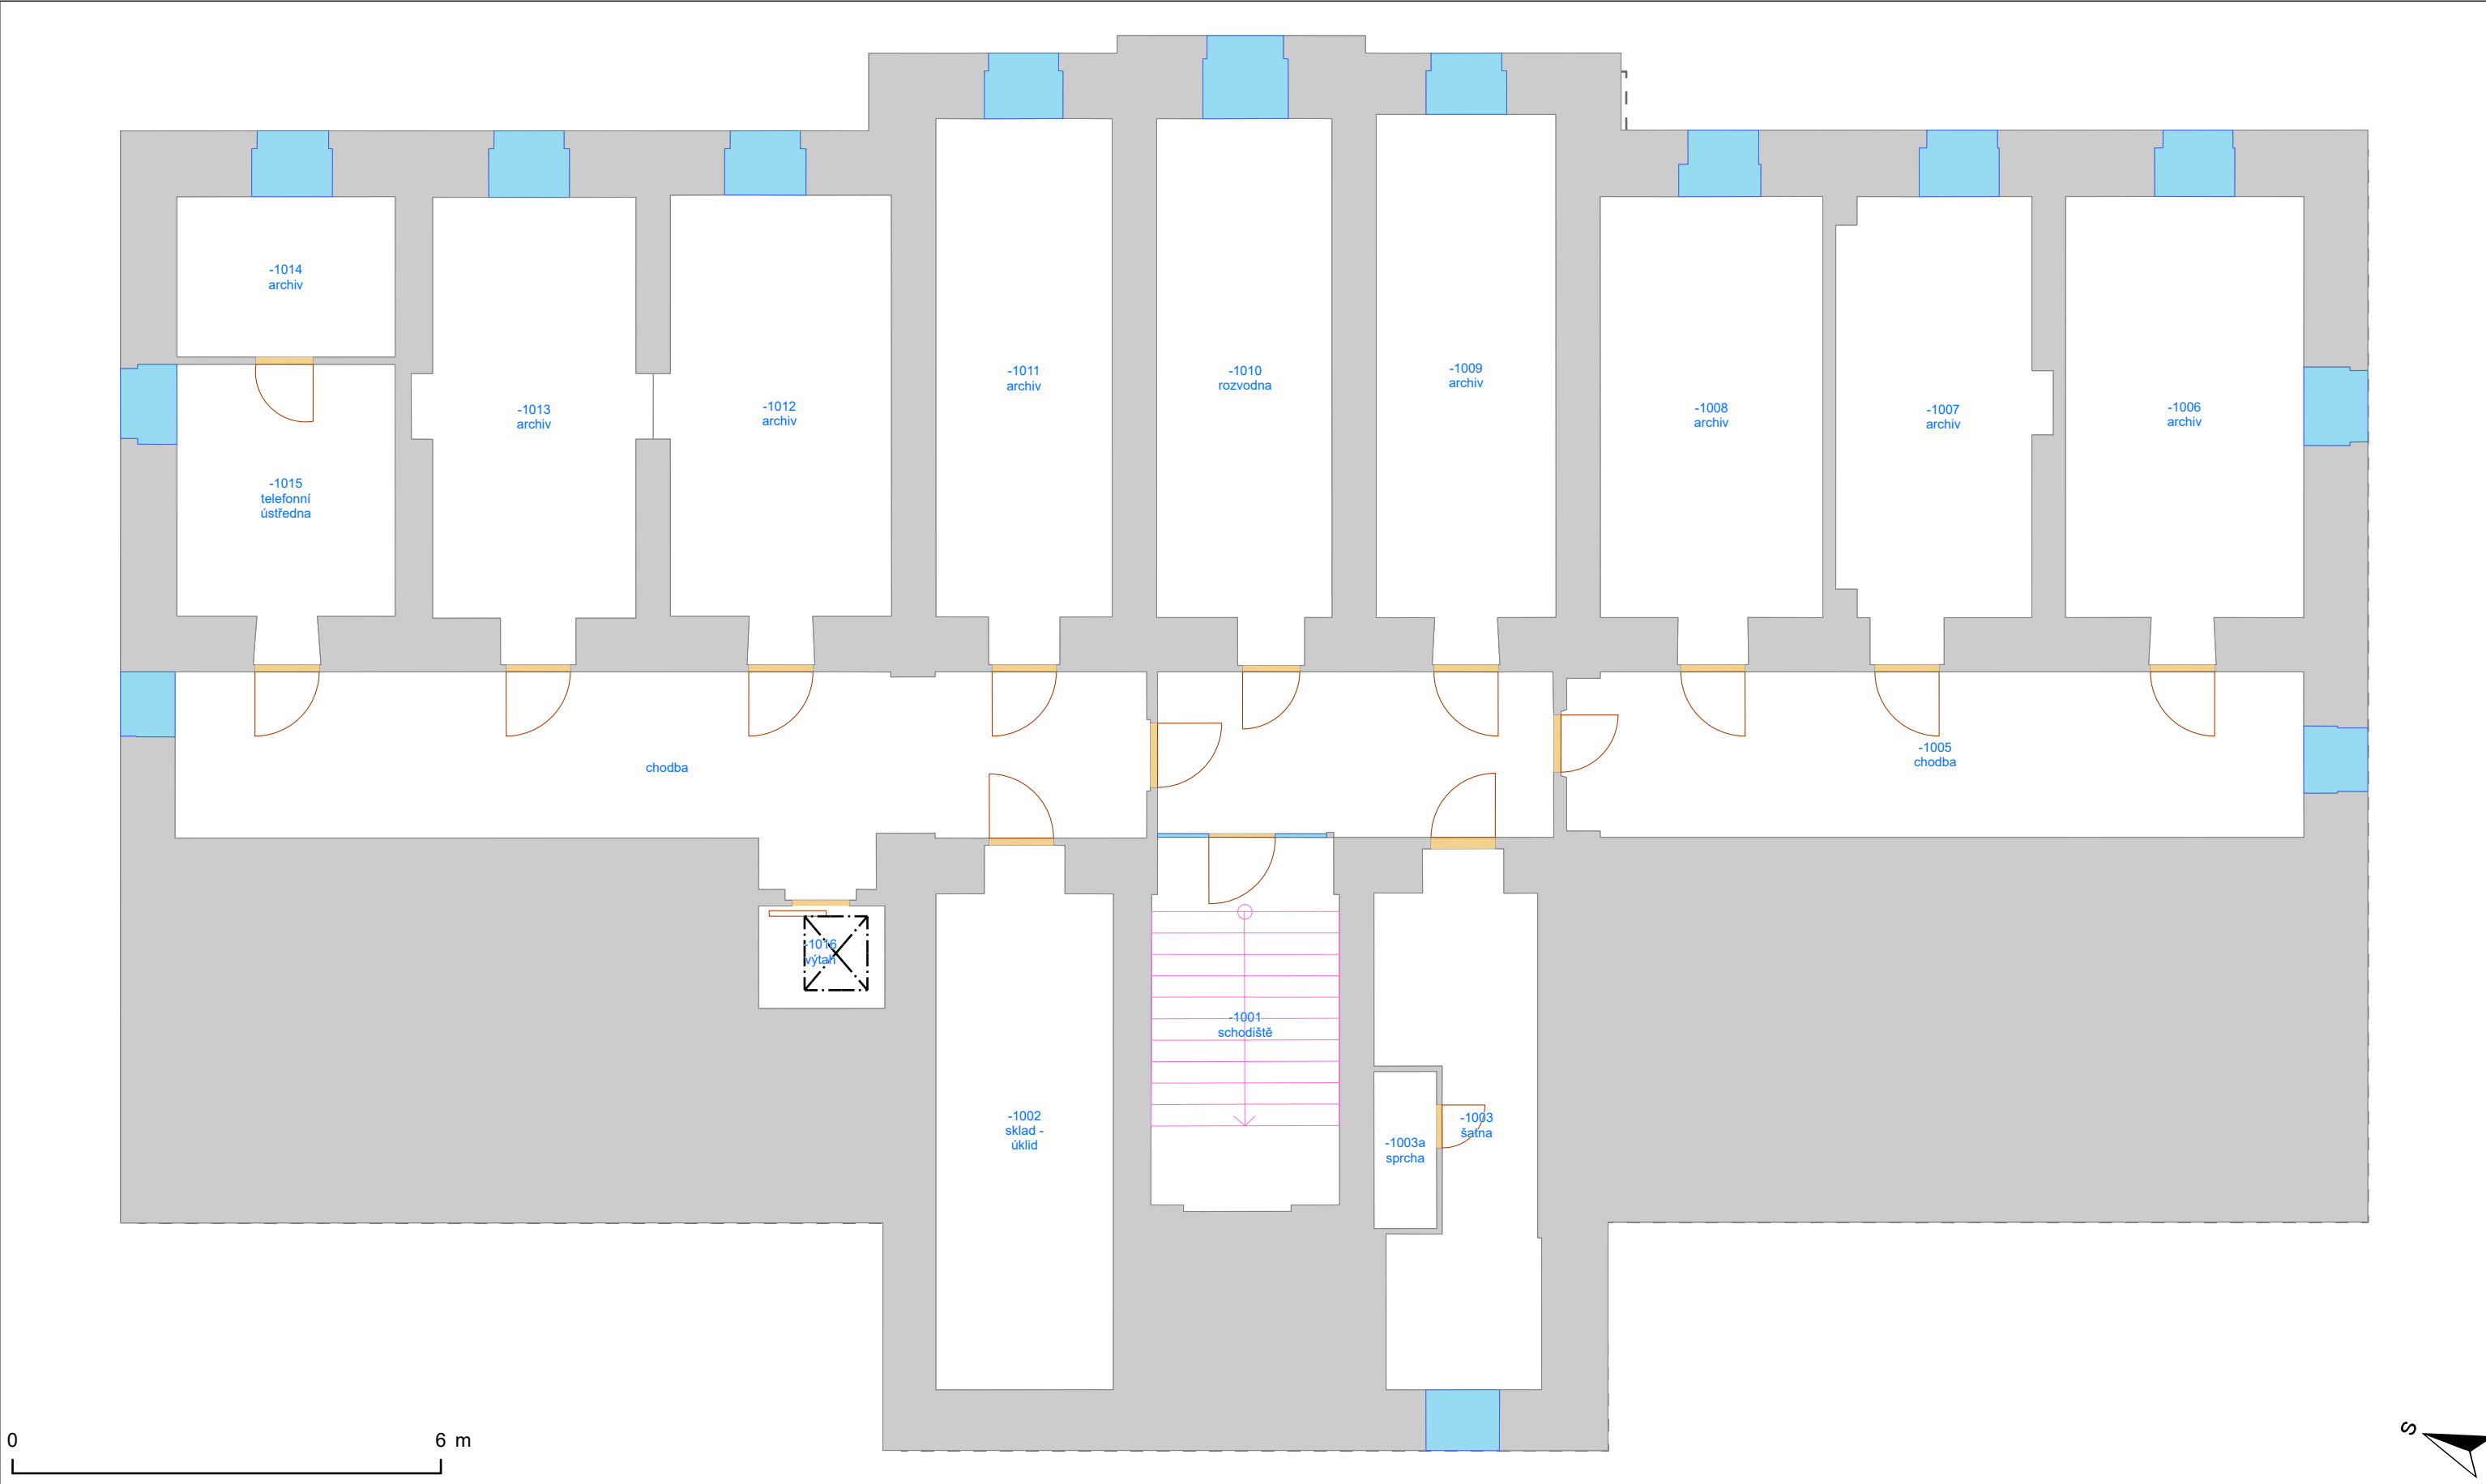 -1014
archiv
-1015
telefonní
ústředna
-1013
archiv
-1012
archiv
-1011
archiv
-1010
rozvodna
-1009
archiv
-1008
archiv
-1007
archiv
-1006
archiv
chodba
-1005
chodba
-1016
výtah
-1001
schodiště
-1002
sklad -
úklid
-1003
šatna
-1003a
sprcha
0
6 m
S